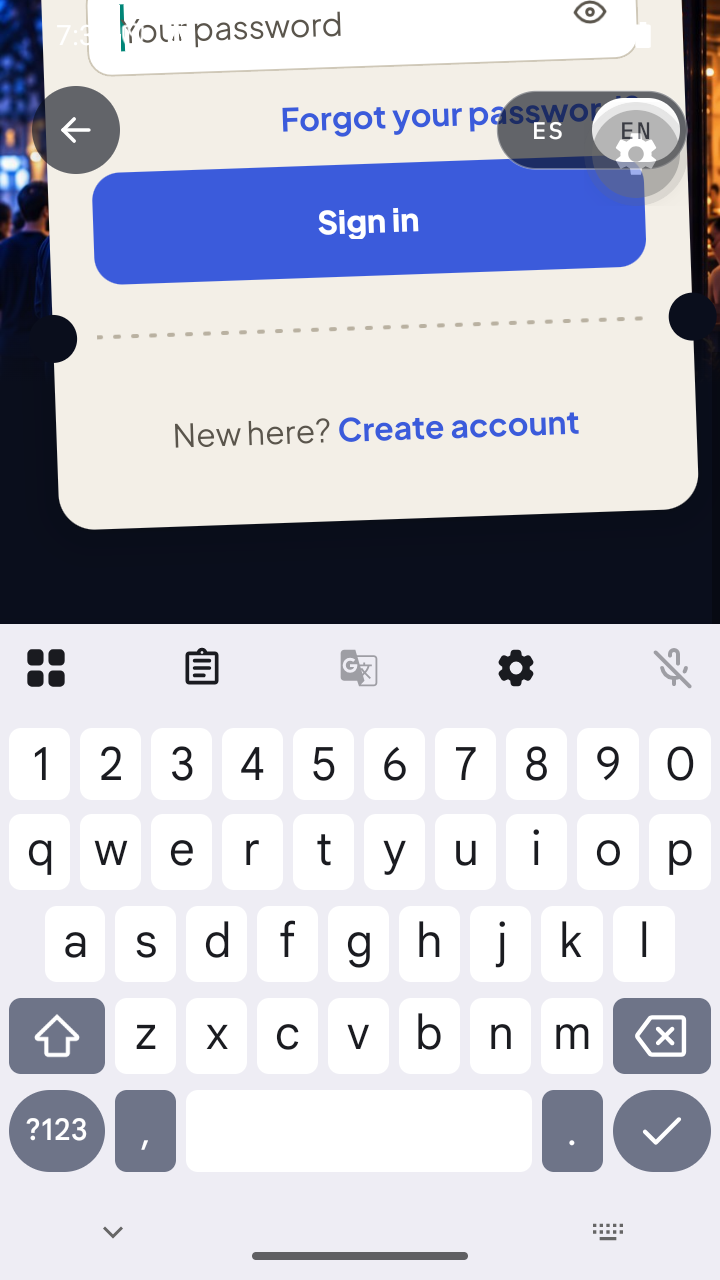 Your password
Forgot your password?
ES
EN
Sign in
New here? Create account
1 2 3 4 5 6 7 8 9 0
q w e r t y u i o p
a s d f g h j k l
z x c v b n m
?123 , .